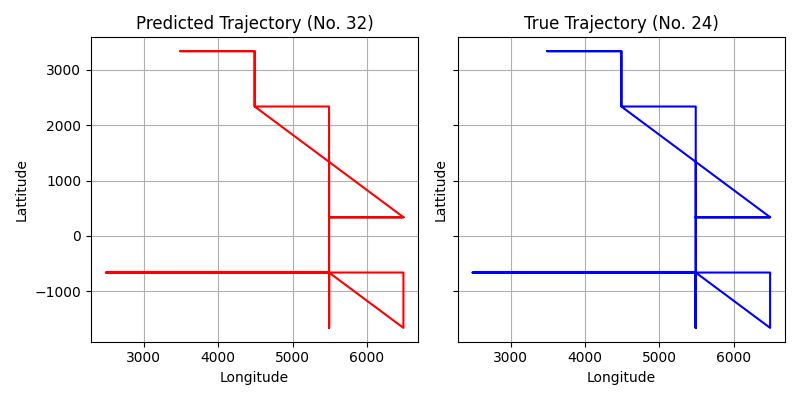 Predicted Trajectory (No. 32)
3000
2000
1000
0
−1000
Lattitude
3000 4000 5000 6000
Longitude
True Trajectory (No. 24)
Lattitude
3000 4000 5000 6000
Longitude